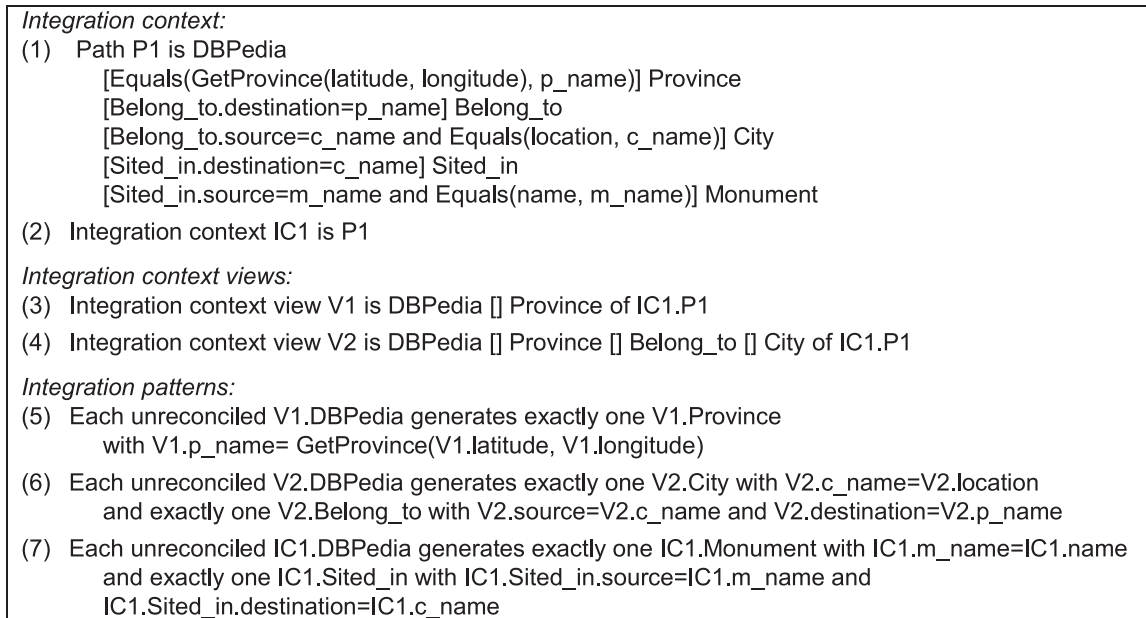 Integration context:
(1) Path P1 is DBPedia
[Equals(GetProvince(latitude, longitude), p_name)] Province
[Belong_to.destination=p_name] Belong_to
[Belong_to.source=c_name and Equals(location, c_name)] City
[Sited_in.destination=c_name] Sited_in
[Sited_in.source=m_name and Equals(name, m_name)] Monument
(2) Integration context IC1 is P1
Integration context views:
(3) Integration context view V1 is DBPedia [] Province of IC1.P1
(4) Integration context view V2 is DBPedia [] Province [] Belong_to [] City of IC1.P1
Integration patterns:
(5) Each unreconciled V1.DBPedia generates exactly one V1.Province
with V1.p_name= GetProvince(V1.latitude, V1.longitude)
(6) Each unreconciled V2.DBPedia generates exactly one V2.City with V2.c_name=V2.location
and exactly one V2.Belong_to with V2.source=V2.c_name and V2.destination=V2.p_name
(7) Each unreconciled IC1.DBPedia generates exactly one IC1.Monument with IC1.m_name=IC1.name
and exactly one IC1.Sited_in with IC1.Sited_in.source=IC1.m_name and
IC1.Sited_in.destination=IC1.c_name